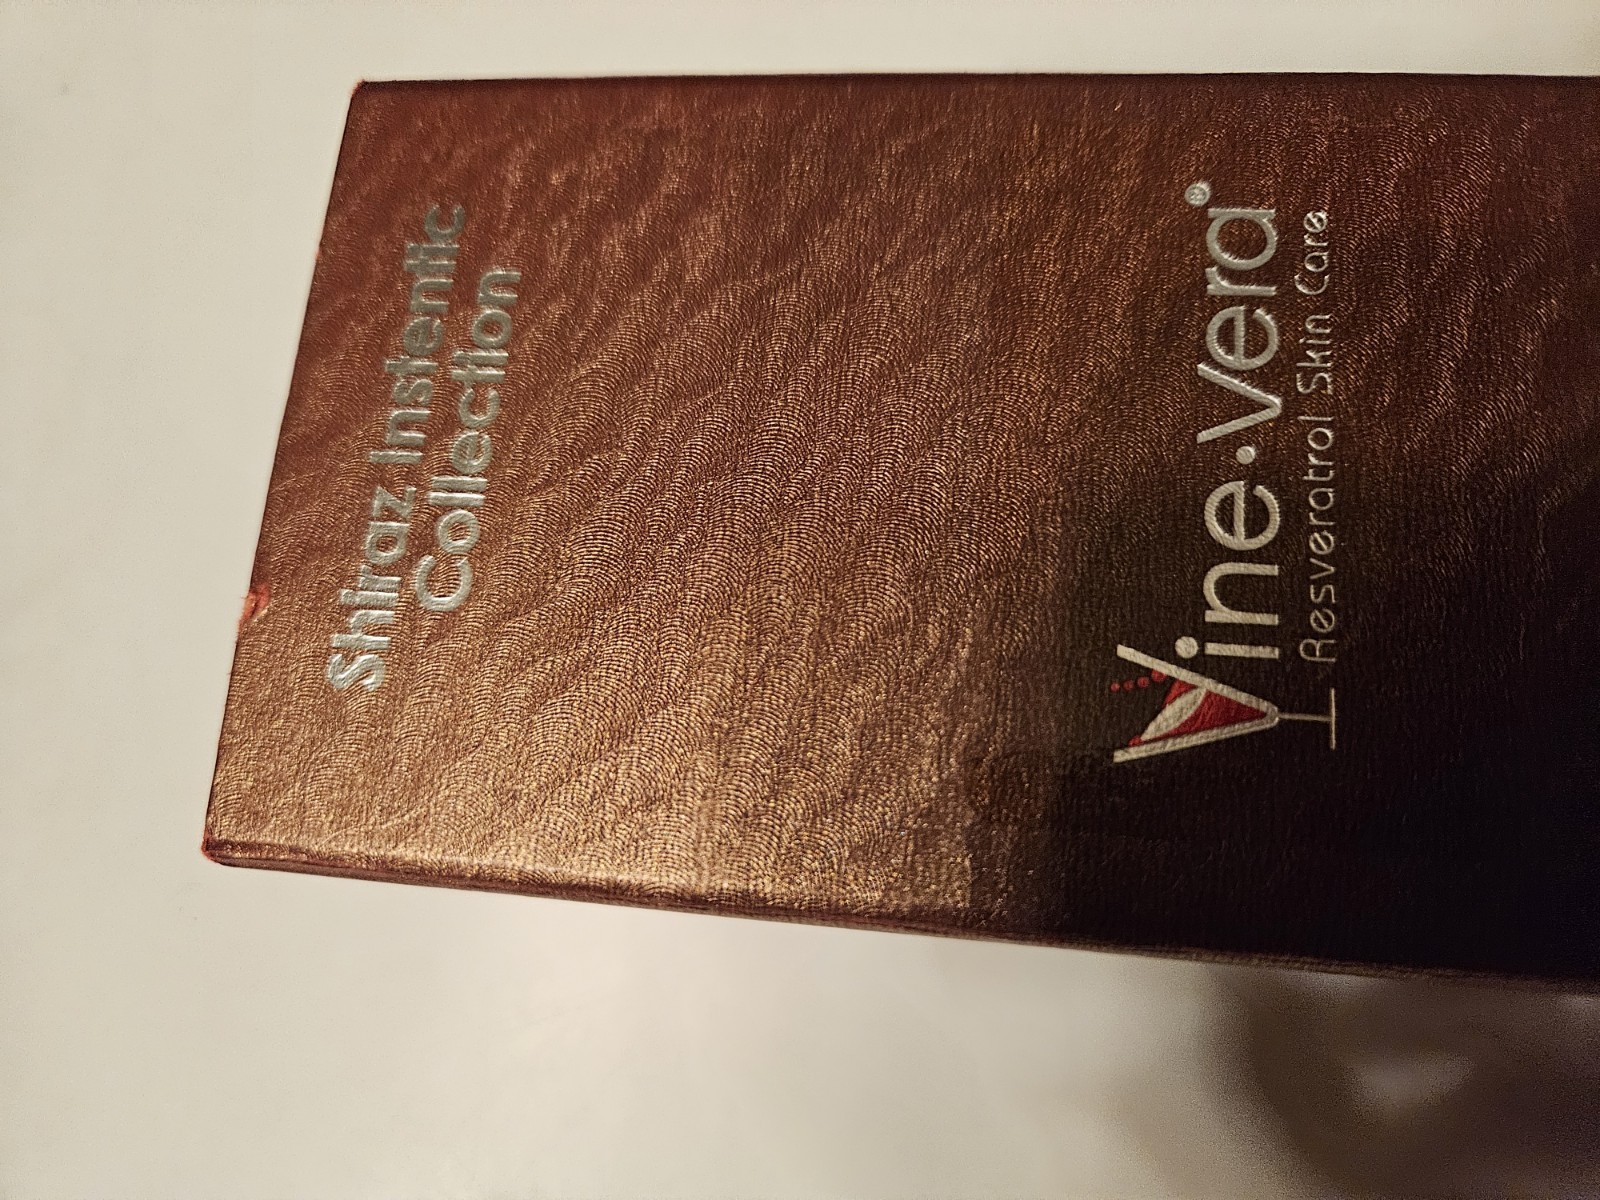 Shiraz Instentic
Collection
Vine·Vera®
Resveratrol Skin Care